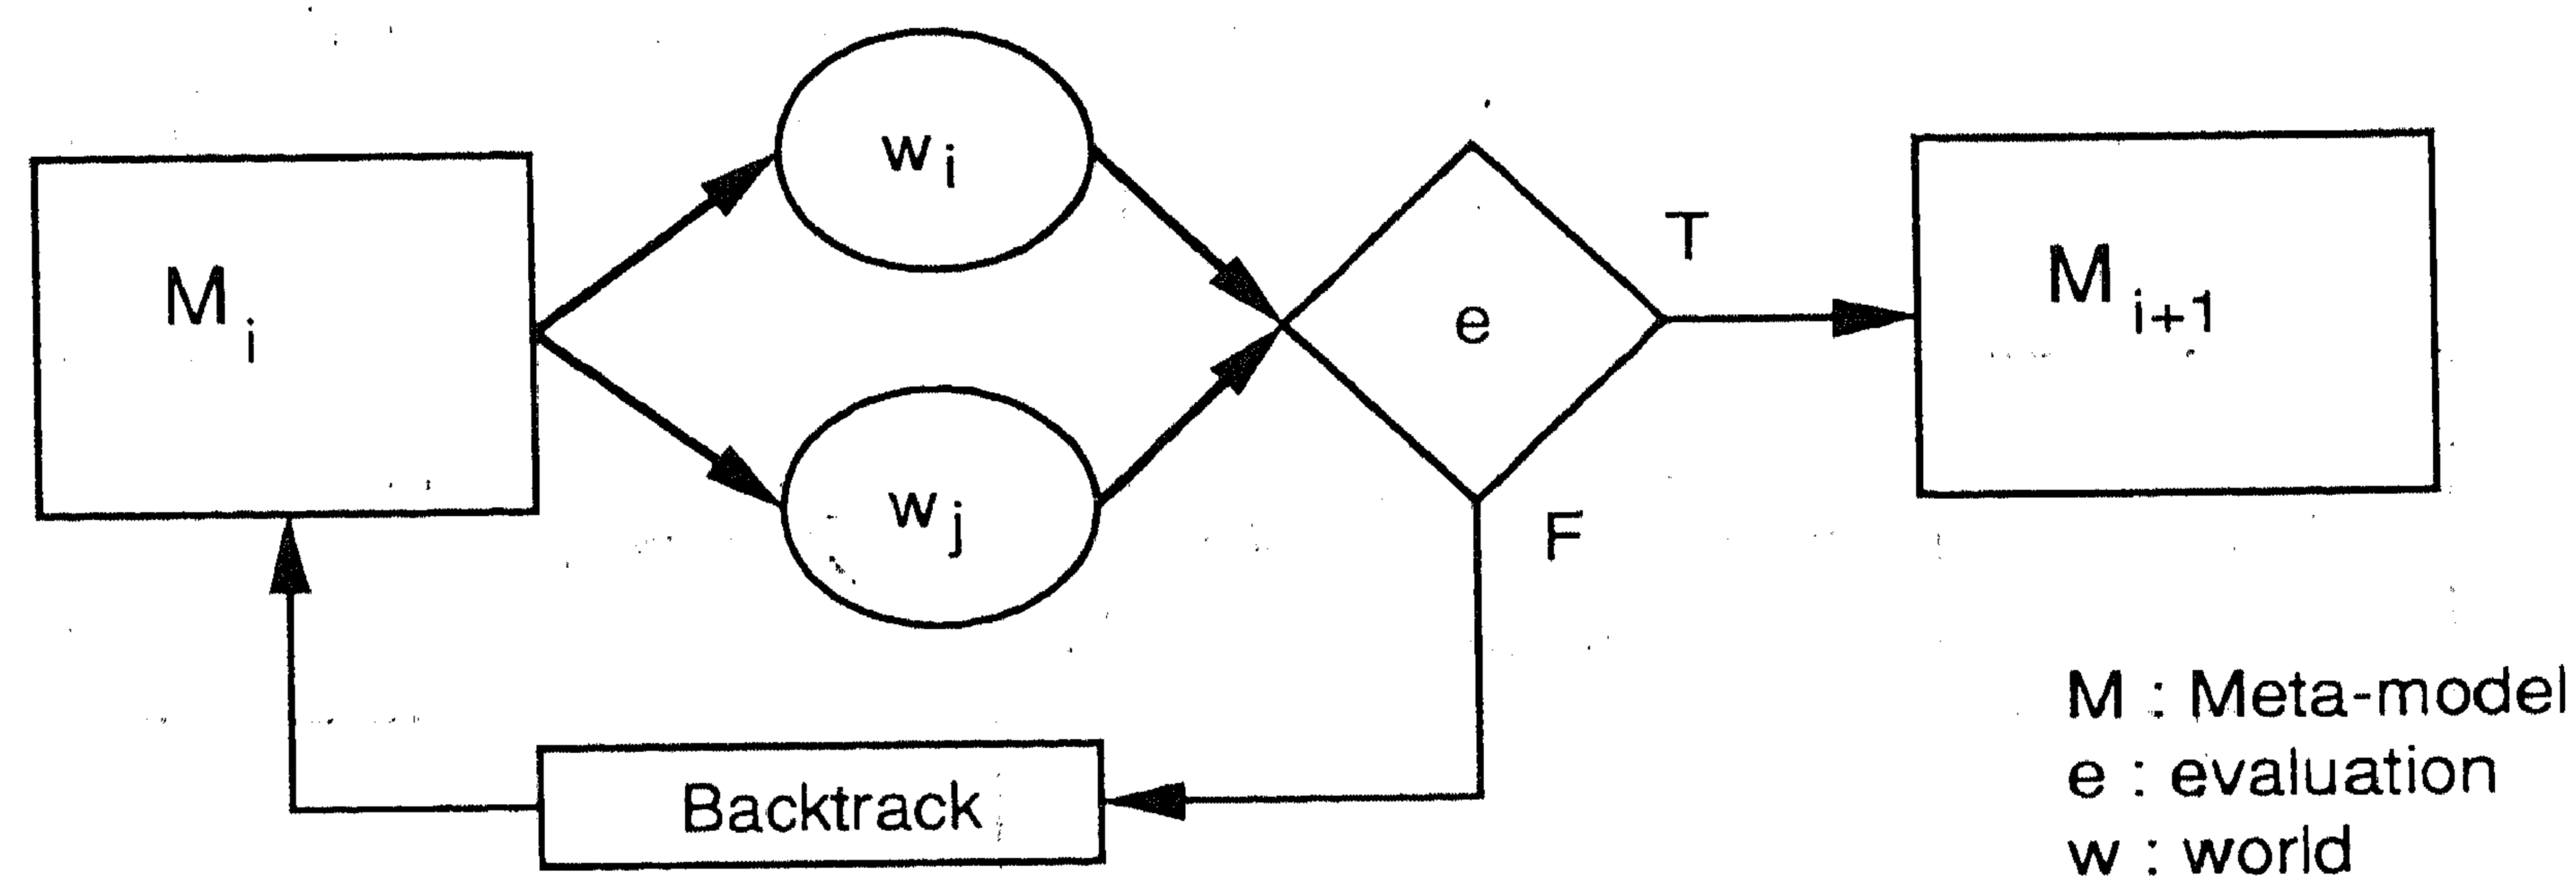 w i
M i
T
M i+1
e
w j
F
Backtrack
M : Meta-model
e : evaluation
w : world